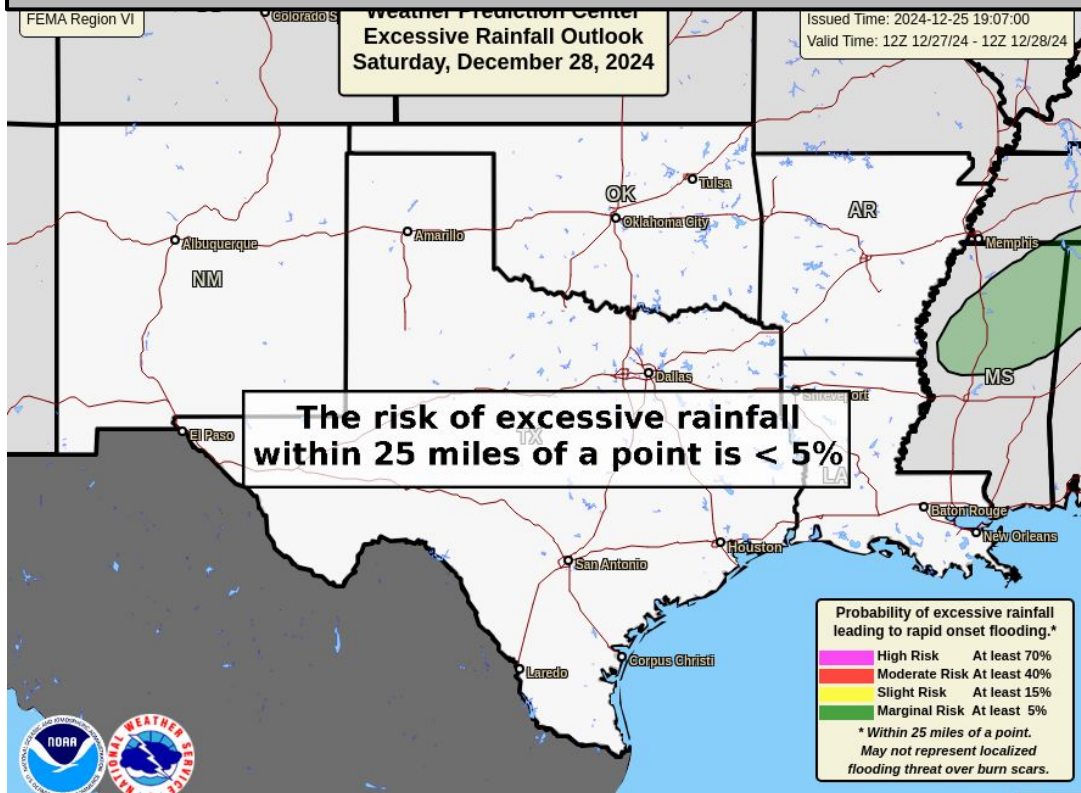 FEMA Region VI
Weather Prediction Center
Excessive Rainfall Outlook
Saturday, December 28, 2024
Issued Time: 2024-12-25 19:07:00
Valid Time: 12Z 12/27/24 - 12Z 12/28/24
Colorado S
Tulsa
OK
Oklahoma City
AR
Albuquerque
Amarillo
Memphis
NM
Dallas
MS
Shreveport
The risk of excessive rainfall
within 25 miles of a point is < 5%
El Paso
TX
LA
Baton Rouge
New Orleans
Houston
San Antonio
Corpus Christi
Laredo
Probability of excessive rainfall
leading to rapid onset flooding.*
High Risk At least 70%
Moderate Risk At least 40%
Slight Risk At least 15%
Marginal Risk At least 5%
* Within 25 miles of a point.
May not represent localized
flooding threat over burn scars.
NOAA
NATIONAL WEATHER SERVICE